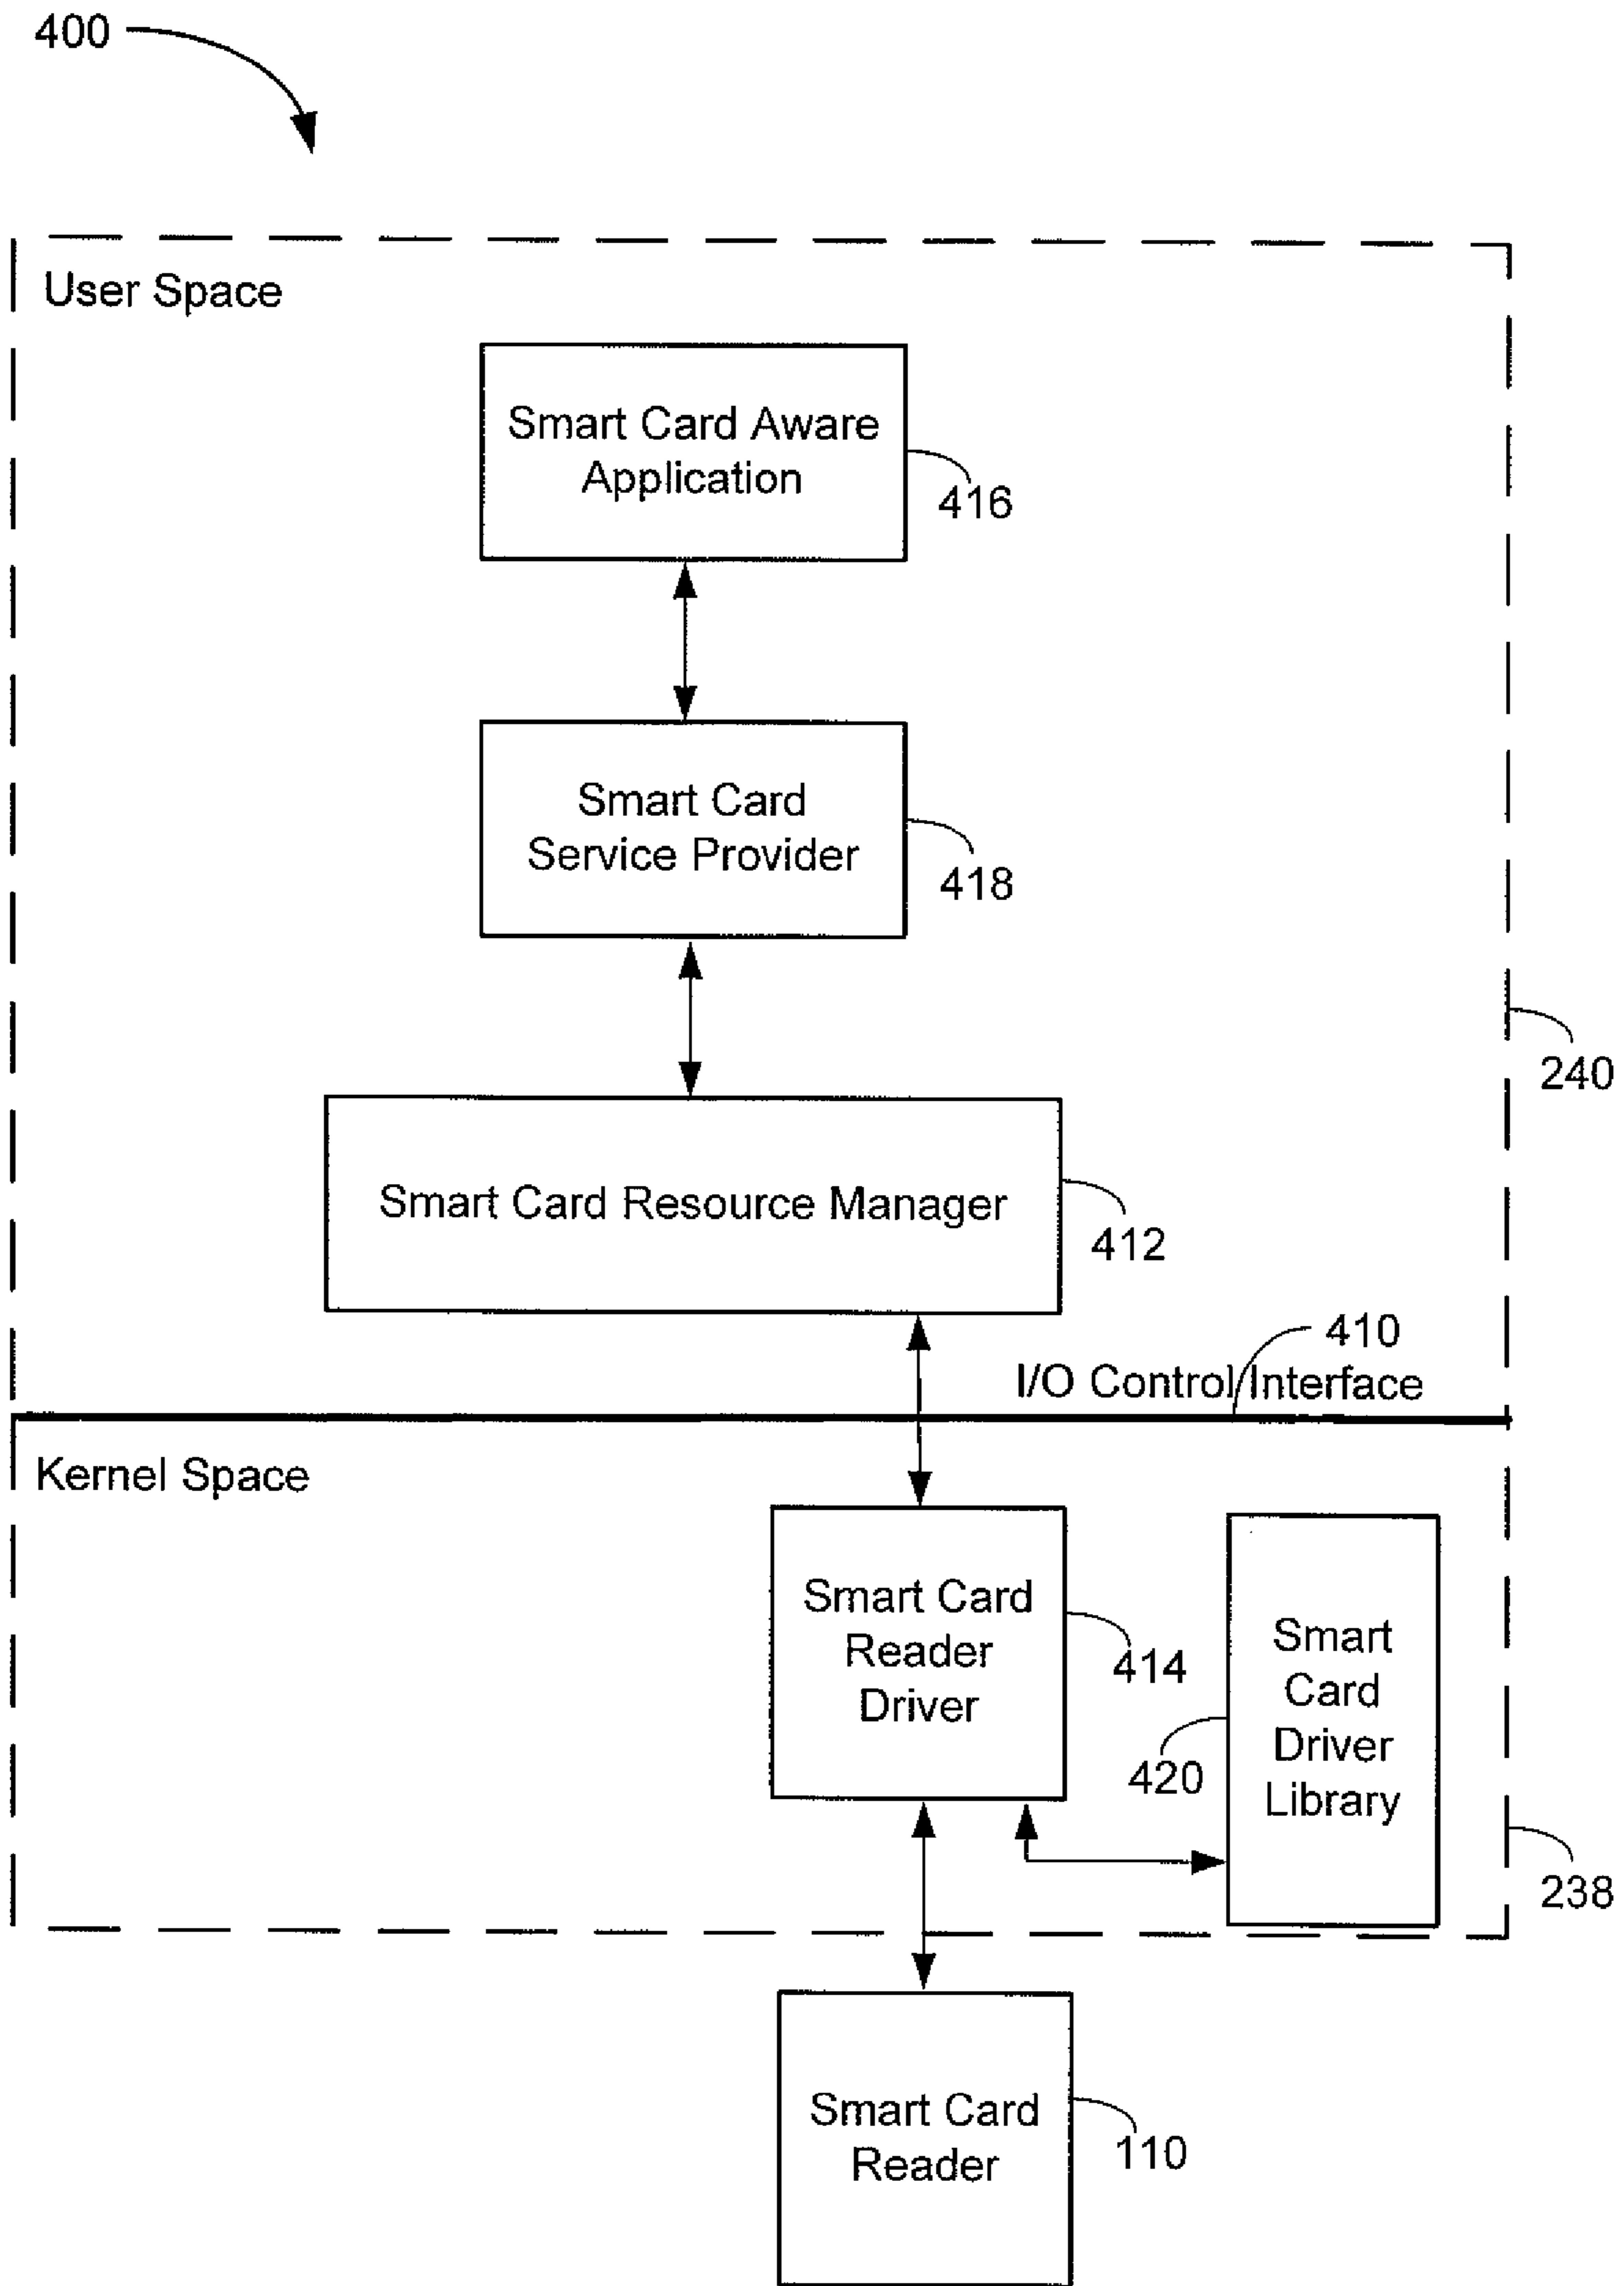 400
User Space
Smart Card Aware
Application
416
Smart Card
Service Provider
418
240
Smart Card Resource Manager
412
410
I/O Control Interface
Kernel Space
Smart Card
Reader
Driver
414
Smart
Card
Driver
Library
420
238
Smart Card
Reader
110